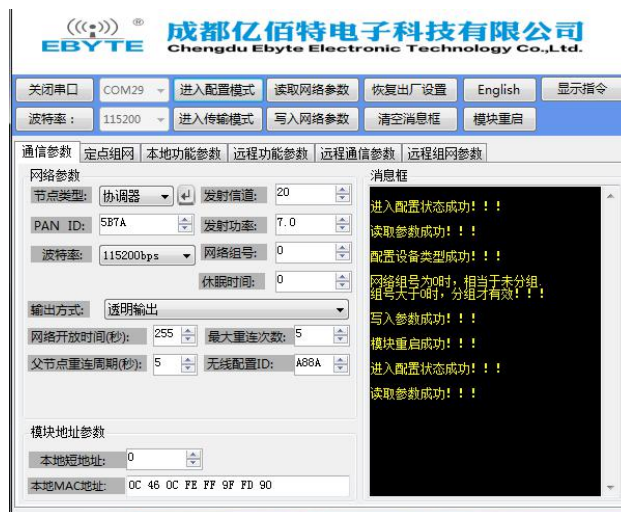 (((·))) ®
EBYTE
成都亿佰特电子科技有限公司
Chengdu Ebyte Electronic Technology Co.,Ltd.
关闭串口 COM29 进入配置模式 读取网络参数 恢复出厂设置 English 显示指令
波特率： 115200 进入传输模式 写入网络参数 清空消息框 模块重启
通信参数 定点组网 本地功能参数 远程功能参数 远程通信参数 远程组网参数
网络参数
节点类型: 协调器 发射信道: 20
PAN ID: 5B7A 发射功率: 7.0
波特率: 115200bps 网络组号: 0
休眠时间: 0
输出方式: 透明输出
网络开放时间(秒): 255 最大重连次数: 5
父节点重连周期(秒): 5 无线配置ID: A88A
模块地址参数
本地短地址: 0
本地MAC地址: 0C 46 0C FE FF 9F FD 90
消息框
进入配置状态成功！！！
读取参数成功！！！
配置设备类型成功！！！
网络组号为0时，相当于未分组.
组号大于0时，分组才有效！！！
写入参数成功！！！
模块重启成功！！！
进入配置状态成功！！！
读取参数成功！！！